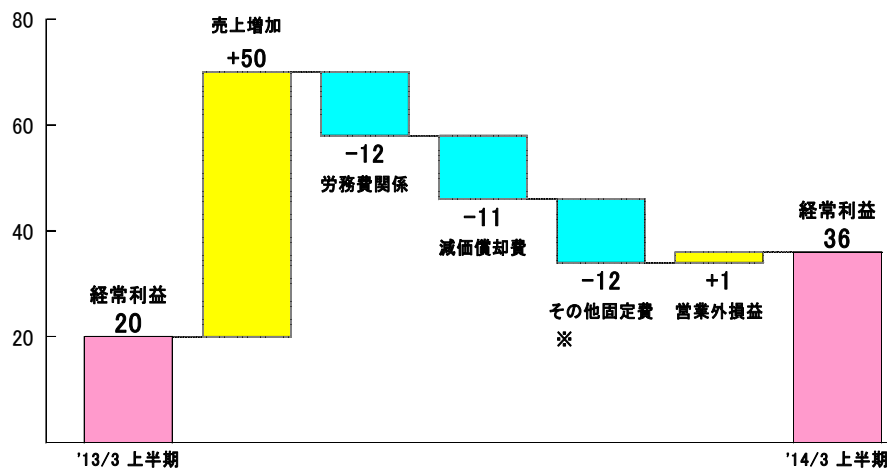 80
60
40
20
売上増加
+50
-12
労務費関係
-11
減価償却費
-12
その他固定費
※
+1
営業外損益
経常利益
20
経常利益
36
'13/3 上半期
'14/3 上半期